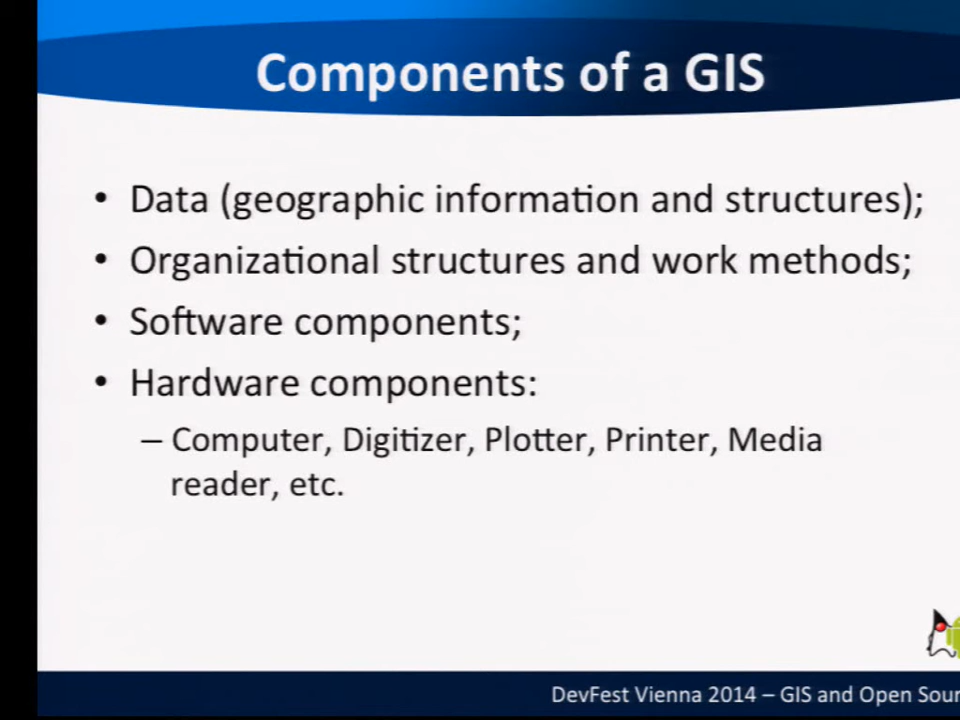 Components of a GIS
• Data (geographic information and structures);
• Organizational structures and work methods;
• Software components;
• Hardware components:
– Computer, Digitizer, Plotter, Printer, Media
reader, etc.
DevFest Vienna 2014 – GIS and Open Sour